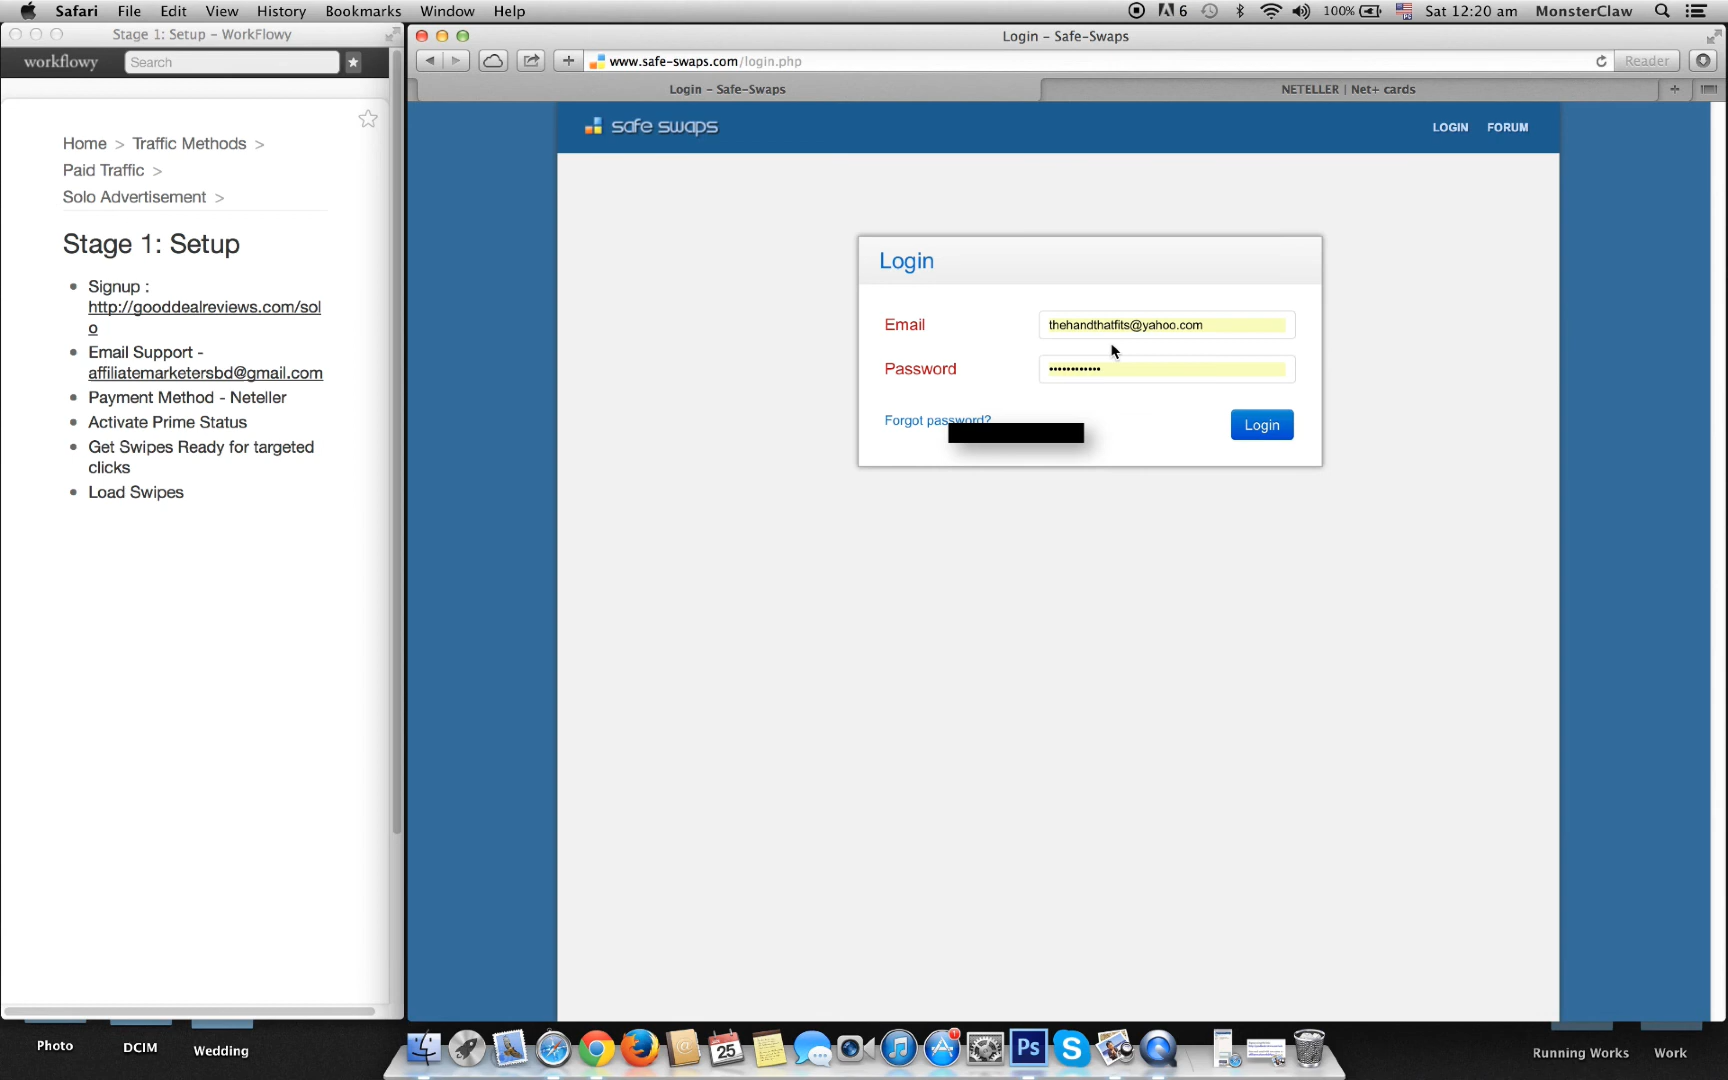 Safari File Edit View History Bookmarks Window Help
6 100% Sat 12:20 am MonsterClaw
Stage 1: Setup – WorkFlowy
workflowy Search
Home > Traffic Methods >
Paid Traffic >
Solo Advertisement >
Stage 1: Setup
Signup :
http://gooddealreviews.com/sol
o
Email Support -
affiliatemarketersbd@gmail.com
Payment Method - Neteller
Activate Prime Status
Get Swipes Ready for targeted
clicks
Load Swipes
Login – Safe-Swaps
www.safe-swaps.com/login.php Reader
Login – Safe-Swaps NETELLER | Net+ cards
safe swaps LOGIN FORUM
Login
Email thehandthatfits@yahoo.com
Password ••••••••••••
Forgot password? Login
Photo DCIM Wedding
25 1 Ps
Running Works Work